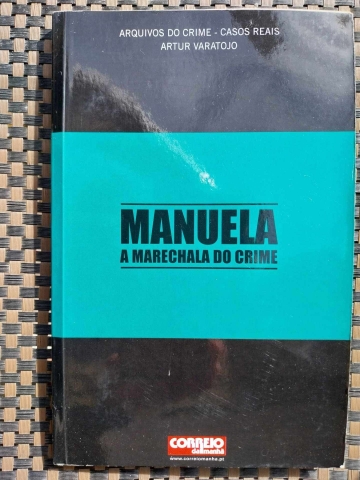 ARQUIVOS DO CRIME - CASOS REAIS
ARTUR VARATOJO
MANUELA
A MARECHALA DO CRIME
CORREIO
da manhã
www.correiomanha.pt